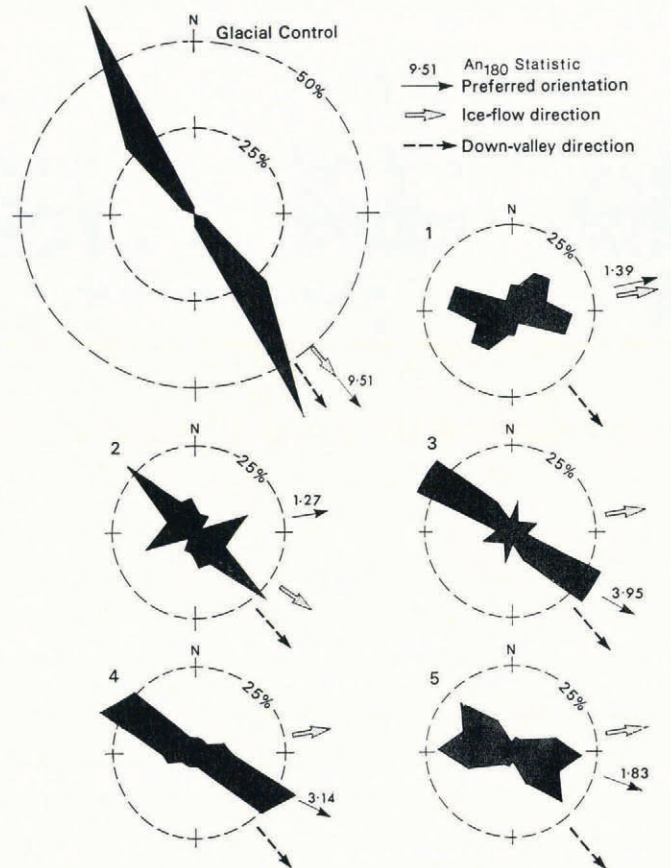 N
Glacial Control
50%
25%
9·51 An180 Statistic
Preferred orientation
Ice-flow direction
Down-valley direction
9·51
1
N
25%
1·39
2
N
25%
1·27
3
N
25%
3·95
4
N
25%
3·14
5
N
25%
1·83